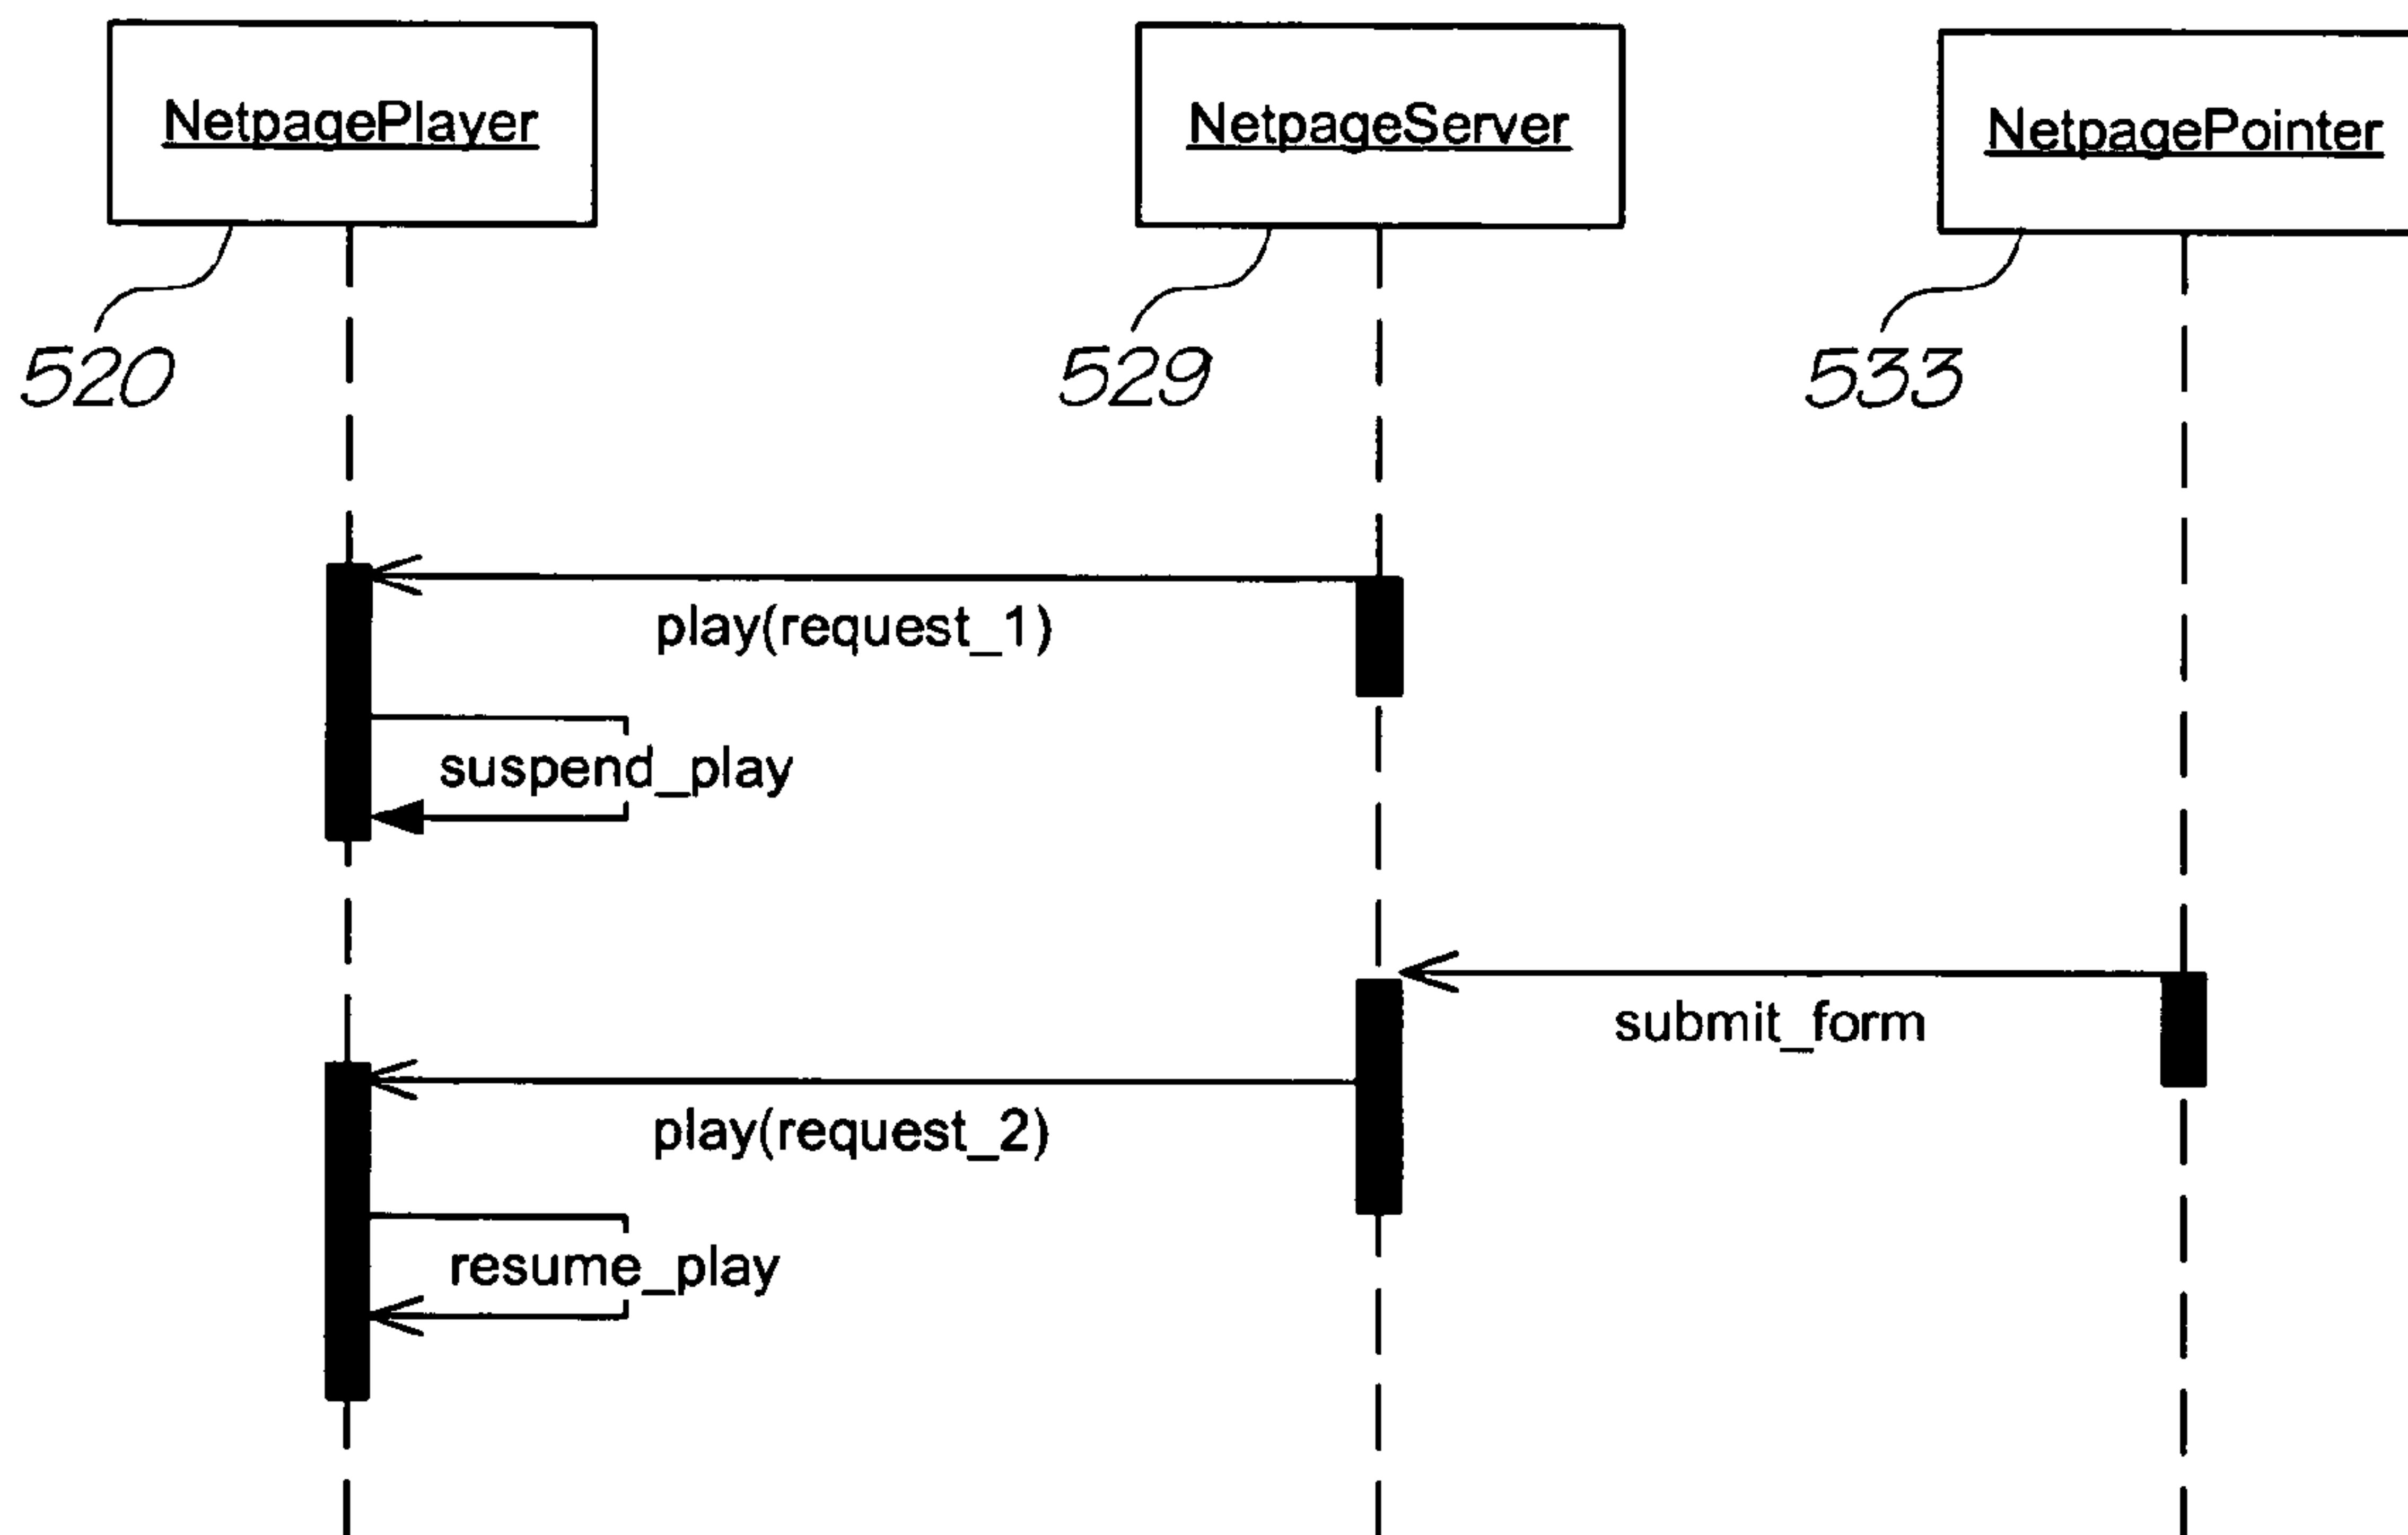 NetpagePlayer
NetpageServer
NetpagePointer
520
529
533
play(request_1)
suspend_play
submit_form
play(request_2)
resume_play